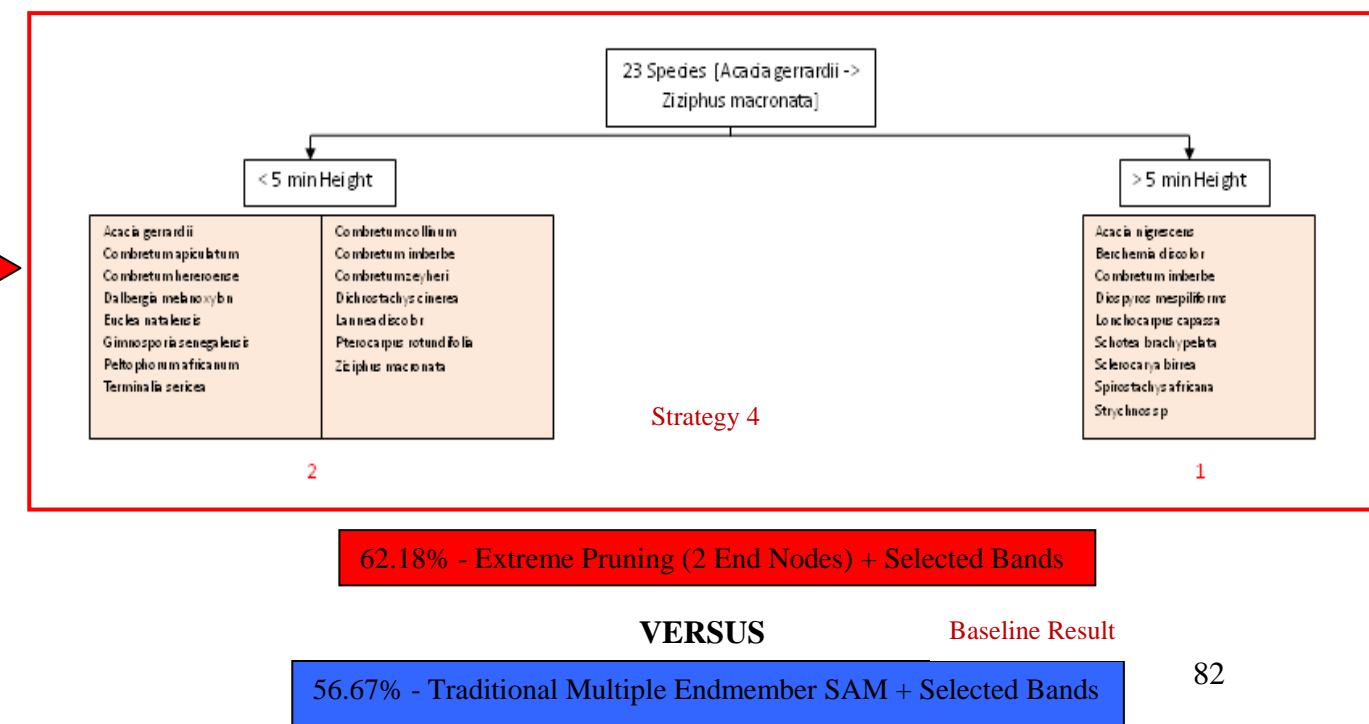 23 Species [Acacia gerrardii ->
Ziziphus macronata]
< 5 min Height
> 5 min Height
Acacia gerrardii
Combretum apiculatum
Combretum hereroense
Dalbergia melanoxylon
Euclea natalensis
Gimnosporia senegalensis
Peltophorum africanum
Terminalia sericea
Combretum collinum
Combretum imberbe
Combretum zeyheri
Dichrostachys cinerea
Lannea discolor
Pterocarpus rotundifolia
Ziziphus macronata
Acacia nigrescens
Berchemia discolor
Combretum imberbe
Diospyros mespiliforms
Lonchocarpus capassa
Schotea brachypelata
Sclerocarya birrea
Spirostachys africana
Strychnos sp
Strategy 4
2
1
62.18% - Extreme Pruning (2 End Nodes) + Selected Bands
VERSUS
Baseline Result
56.67% - Traditional Multiple Endmember SAM + Selected Bands
82